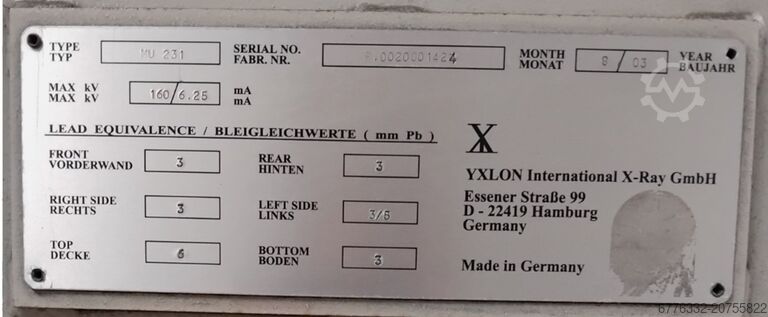 TYPE MU 231 SERIAL NO. MONTH 8 / 03 YEAR
TYP FABR. NR. MONAT BAUJAHR
MAX kV 160/6.25 mA
MAX kV mA
LEAD EQUIVALENCE / BLEIGLEICHWERTE ( mm Pb )
FRONT 3 REAR 3
VORDERWAND HINTEN
RIGHT SIDE 3 LEFT SIDE
RECHTS LINKS
TOP 6 BOTTOM 3
DECKE BODEN
X
YXLON International X-Ray GmbH
Essener Straße 99
D - 22419 Hamburg
Germany
Made in Germany
6776332-20755822